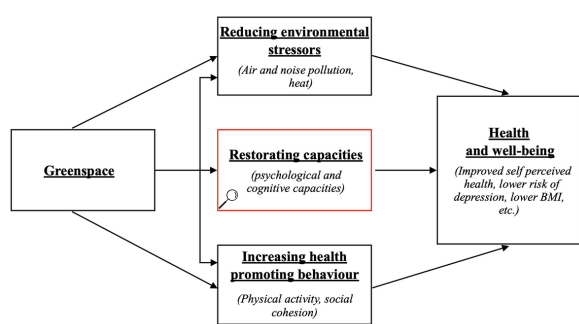 Reducing environmental
stressors
(Air and noise pollution,
heat)
Greenspace
Restorating capacities
(psychological and
cognitive capacities)
Health
and well-being
(Improved self perceived
health, lower risk of
depression, lower BMI,
etc.)
Increasing health
promoting behaviour
(Physical activity, social
cohesion)